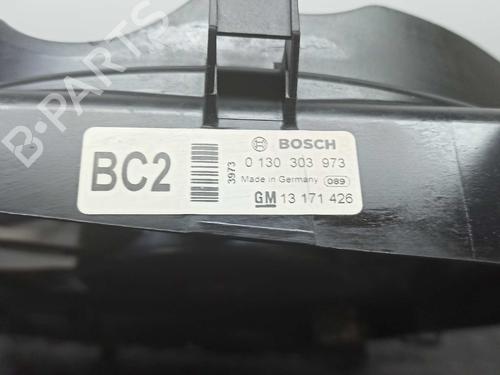 B-PARTS
BC2
3973
BOSCH
0 130 303 973
Made in Germany 089
GM 13 171 426